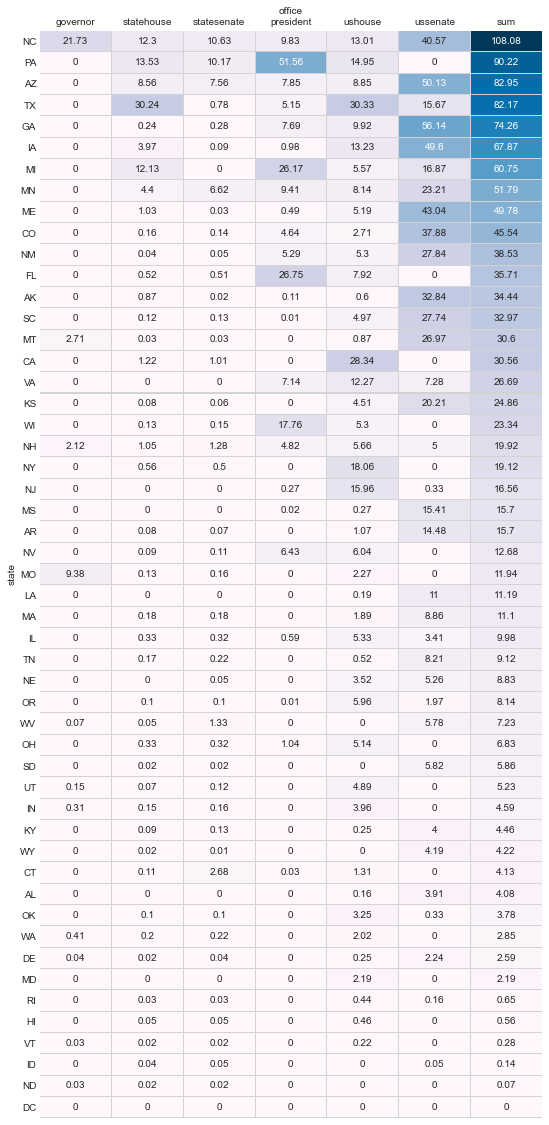 office
governor statehouse statesenate president ushouse ussenate sum
NC 21.73 12.3 10.63 9.83 13.01 40.57 108.08
PA 0 13.53 10.17 51.56 14.95 0 90.22
AZ 0 8.56 7.56 7.85 8.85 50.13 82.95
TX 0 30.24 0.78 5.15 30.33 15.67 82.17
GA 0 0.24 0.28 7.69 9.92 56.14 74.26
IA 0 3.97 0.09 0.98 13.23 49.6 67.87
MI 0 12.13 0 26.17 5.57 16.87 60.75
MN 0 4.4 6.62 9.41 8.14 23.21 51.79
ME 0 1.03 0.03 0.49 5.19 43.04 49.78
CO 0 0.16 0.14 4.64 2.71 37.88 45.54
NM 0 0.04 0.05 5.29 5.3 27.84 38.53
FL 0 0.52 0.51 26.75 7.92 0 35.71
AK 0 0.87 0.02 0.11 0.6 32.84 34.44
SC 0 0.12 0.13 0.01 4.97 27.74 32.97
MT 2.71 0.03 0.03 0 0.87 26.97 30.6
CA 0 1.22 1.01 0 28.34 0 30.56
VA 0 0 0 7.14 12.27 7.28 26.69
KS 0 0.08 0.06 0 4.51 20.21 24.86
WI 0 0.13 0.15 17.76 5.3 0 23.34
NH 2.12 1.05 1.28 4.82 5.66 5 19.92
NY 0 0.56 0.5 0 18.06 0 19.12
NJ 0 0 0 0.27 15.96 0.33 16.56
MS 0 0 0 0.02 0.27 15.41 15.7
AR 0 0.08 0.07 0 1.07 14.48 15.7
NV 0 0.09 0.11 6.43 6.04 0 12.68
state
MO 9.38 0.13 0.16 0 2.27 0 11.94
LA 0 0 0 0 0.19 11 11.19
MA 0 0.18 0.18 0 1.89 8.86 11.1
IL 0 0.33 0.32 0.59 5.33 3.41 9.98
TN 0 0.17 0.22 0 0.52 8.21 9.12
NE 0 0 0.05 0 3.52 5.26 8.83
OR 0 0.1 0.1 0.01 5.96 1.97 8.14
WV 0.07 0.05 1.33 0 0 5.78 7.23
OH 0 0.33 0.32 1.04 5.14 0 6.83
SD 0 0.02 0.02 0 0 5.82 5.86
UT 0.15 0.07 0.12 0 4.89 0 5.23
IN 0.31 0.15 0.16 0 3.96 0 4.59
KY 0 0.09 0.13 0 0.25 4 4.46
WY 0 0.02 0.01 0 0 4.19 4.22
CT 0 0.11 2.68 0.03 1.31 0 4.13
AL 0 0 0 0 0.16 3.91 4.08
OK 0 0.1 0.1 0 3.25 0.33 3.78
WA 0.41 0.2 0.22 0 2.02 0 2.85
DE 0.04 0.02 0.04 0 0.25 2.24 2.59
MD 0 0 0 0 2.19 0 2.19
RI 0 0.03 0.03 0 0.44 0.16 0.65
HI 0 0.05 0.05 0 0.46 0 0.56
VT 0.03 0.02 0.02 0 0.22 0 0.28
ID 0 0.04 0.05 0 0 0.05 0.14
ND 0.03 0.02 0.02 0 0 0 0.07
DC 0 0 0 0 0 0 0